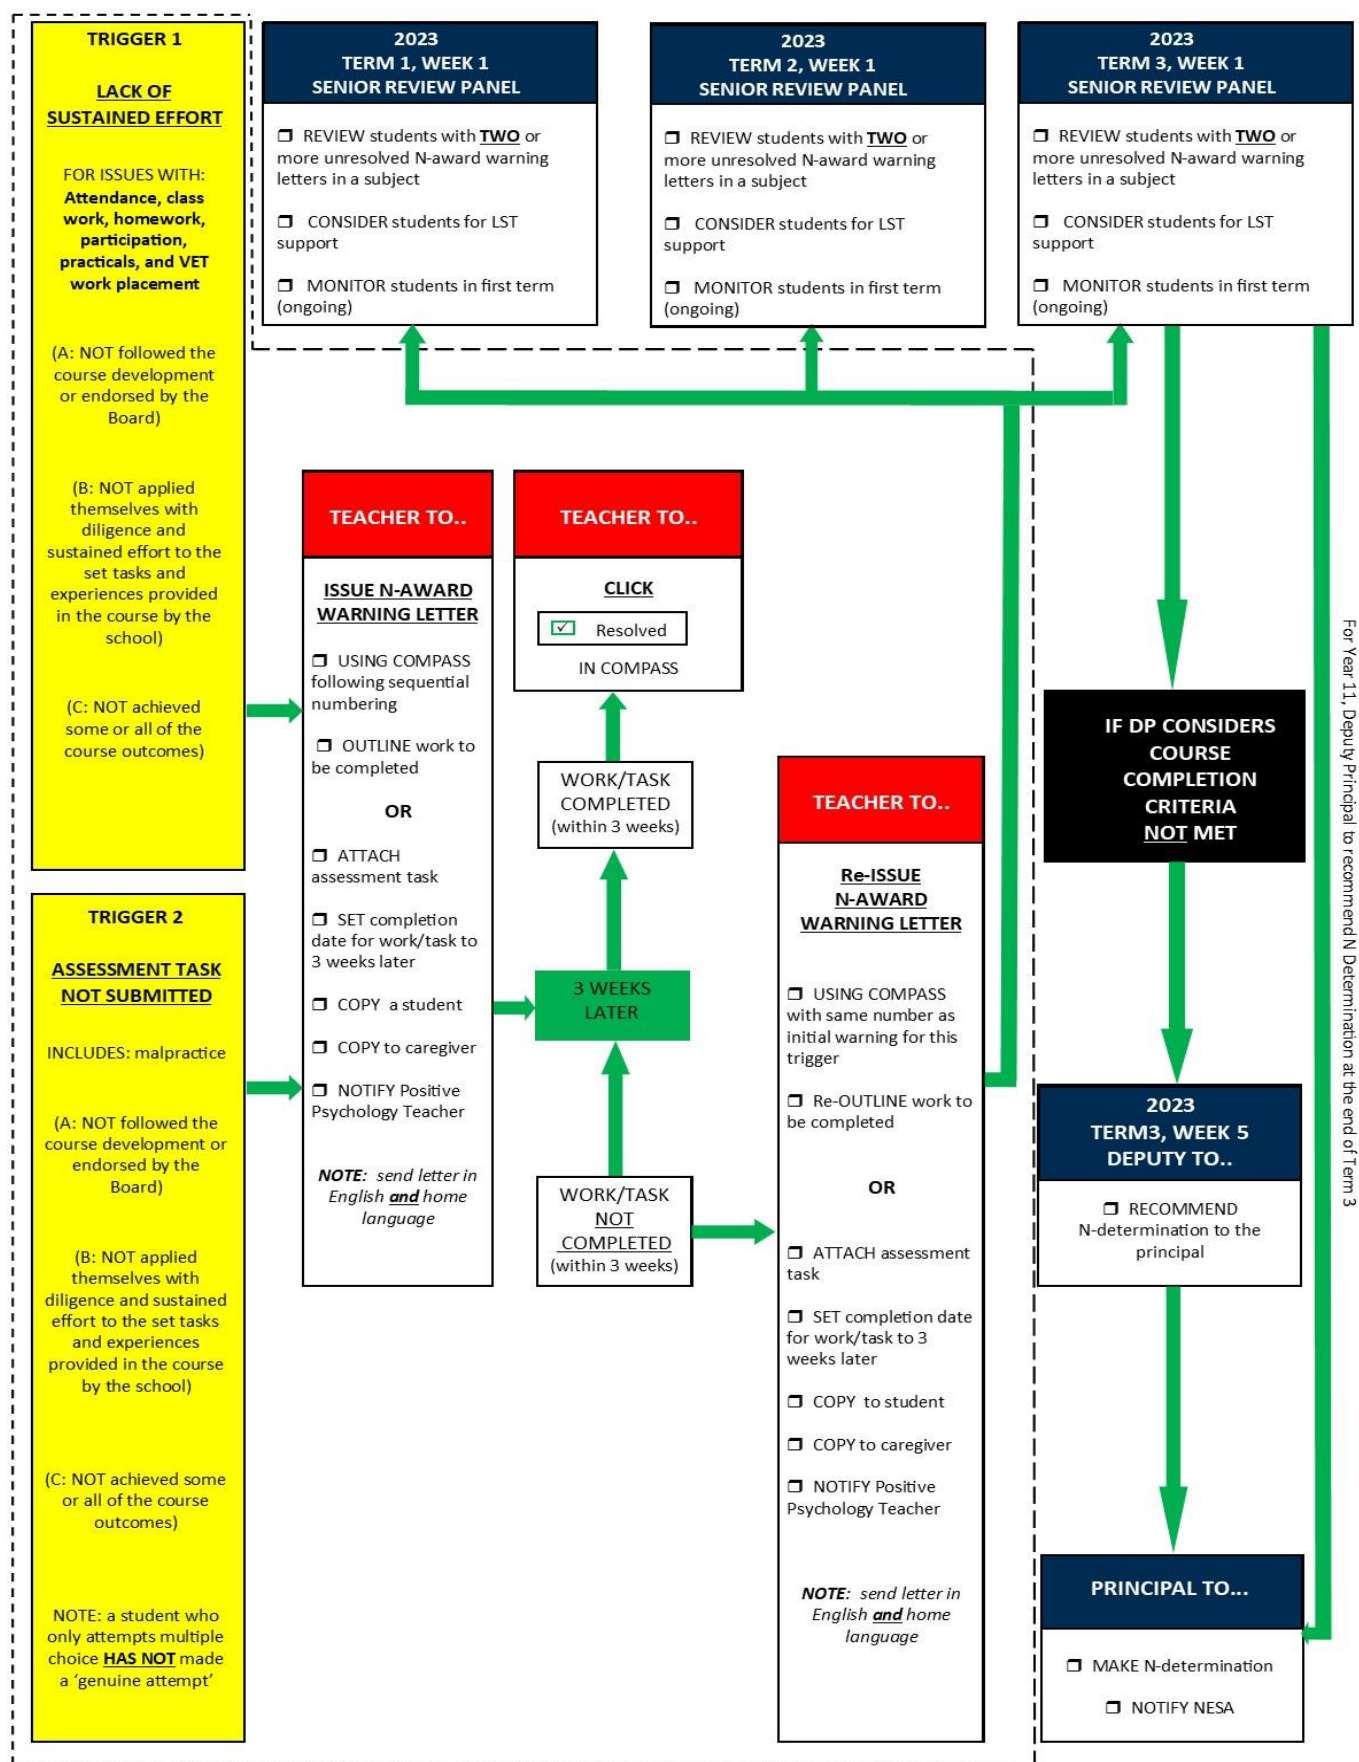 TRIGGER 1
LACK OF
SUSTAINED EFFORT
FOR ISSUES WITH:
Attendance, class
work, homework,
participation,
practicals, and VET
work placement
(A: NOT followed the
course development
or endorsed by the
Board)
(B: NOT applied
themselves with
diligence and
sustained effort to the
set tasks and
experiences provided
in the course by the
school)
(C: NOT achieved
some or all of the
course outcomes)
TRIGGER 2
ASSESSMENT TASK
NOT SUBMITTED
INCLUDES: malpractice
(A: NOT followed the
course development or
endorsed by the
Board)
(B: NOT applied
themselves with
diligence and sustained
effort to the set tasks
and experiences
provided in the course
by the school)
(C: NOT achieved some
or all of the course
outcomes)
NOTE: a student who
only attempts multiple
choice HAS NOT made
a ‘genuine attempt’
2023
TERM 1, WEEK 1
SENIOR REVIEW PANEL
❒ REVIEW students with TWO or
more unresolved N-award warning
letters in a subject
❒ CONSIDER students for LST
support
❒ MONITOR students in first term
(ongoing)
2023
TERM 2, WEEK 1
SENIOR REVIEW PANEL
❒ REVIEW students with TWO or
more unresolved N-award warning
letters in a subject
❒ CONSIDER students for LST
support
❒ MONITOR students in first term
(ongoing)
2023
TERM 3, WEEK 1
SENIOR REVIEW PANEL
❒ REVIEW students with TWO or
more unresolved N-award warning
letters in a subject
❒ CONSIDER students for LST
support
❒ MONITOR students in first term
(ongoing)
TEACHER TO..
ISSUE N-AWARD
WARNING LETTER
❒ USING COMPASS
following sequential
numbering
❒ OUTLINE work to
be completed
OR
❒ ATTACH
assessment task
❒ SET completion
date for work/task to
3 weeks later
❒ COPY a student
❒ COPY to caregiver
❒ NOTIFY Positive
Psychology Teacher
NOTE: send letter in
English and home
language
TEACHER TO..
CLICK
☑ Resolved
IN COMPASS
WORK/TASK
COMPLETED
(within 3 weeks)
3 WEEKS
LATER
WORK/TASK
NOT
COMPLETED
(within 3 weeks)
TEACHER TO..
Re-ISSUE
N-AWARD
WARNING LETTER
❒ USING COMPASS
with same number as
initial warning for this
trigger
❒ Re-OUTLINE work to
be completed
OR
❒ ATTACH assessment
task
❒ SET completion date
for work/task to 3
weeks later
❒ COPY to student
❒ COPY to caregiver
❒ NOTIFY Positive
Psychology Teacher
NOTE: send letter in
English and home
language
IF DP CONSIDERS
COURSE
COMPLETION
CRITERIA
NOT MET
2023
TERM3, WEEK 5
DEPUTY TO..
❒ RECOMMEND
N-determination to the
principal
PRINCIPAL TO...
❒ MAKE N-determination
❒ NOTIFY NESA
For Year 11, Deputy Principal to recommend N Determination at the end of Term 3